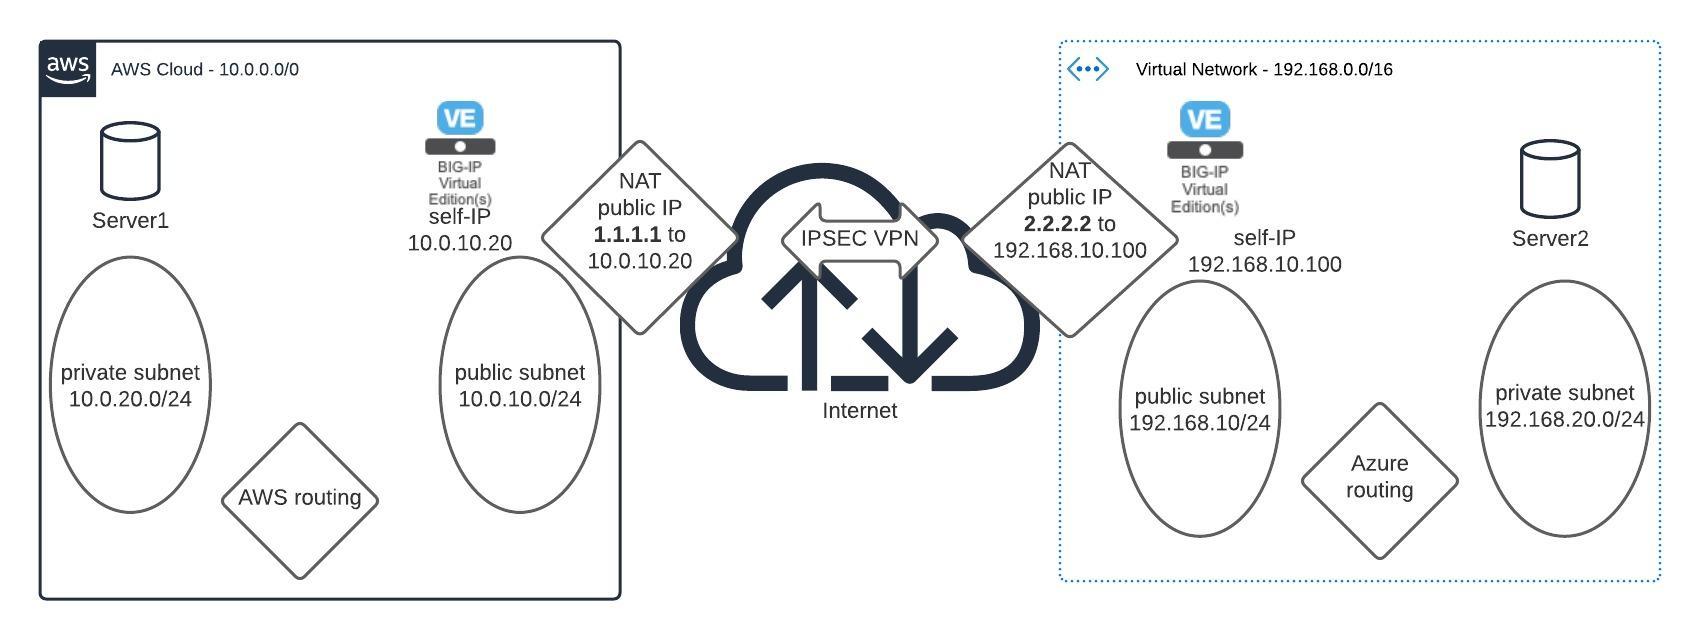 aws
AWS Cloud - 10.0.0.0/0
Server1
VE
BIG-IP
Virtual
Edition(s)
self-IP
10.0.10.20
private subnet
10.0.20.0/24
public subnet
10.0.10.0/24
AWS routing
NAT
public IP
1.1.1.1 to
10.0.10.20
IPSEC VPN
Internet
NAT
public IP
2.2.2.2 to
192.168.10.100
Virtual Network - 192.168.0.0/16
VE
BIG-IP
Virtual
Edition(s)
self-IP
192.168.10.100
Server2
public subnet
192.168.10/24
private subnet
192.168.20.0/24
Azure
routing